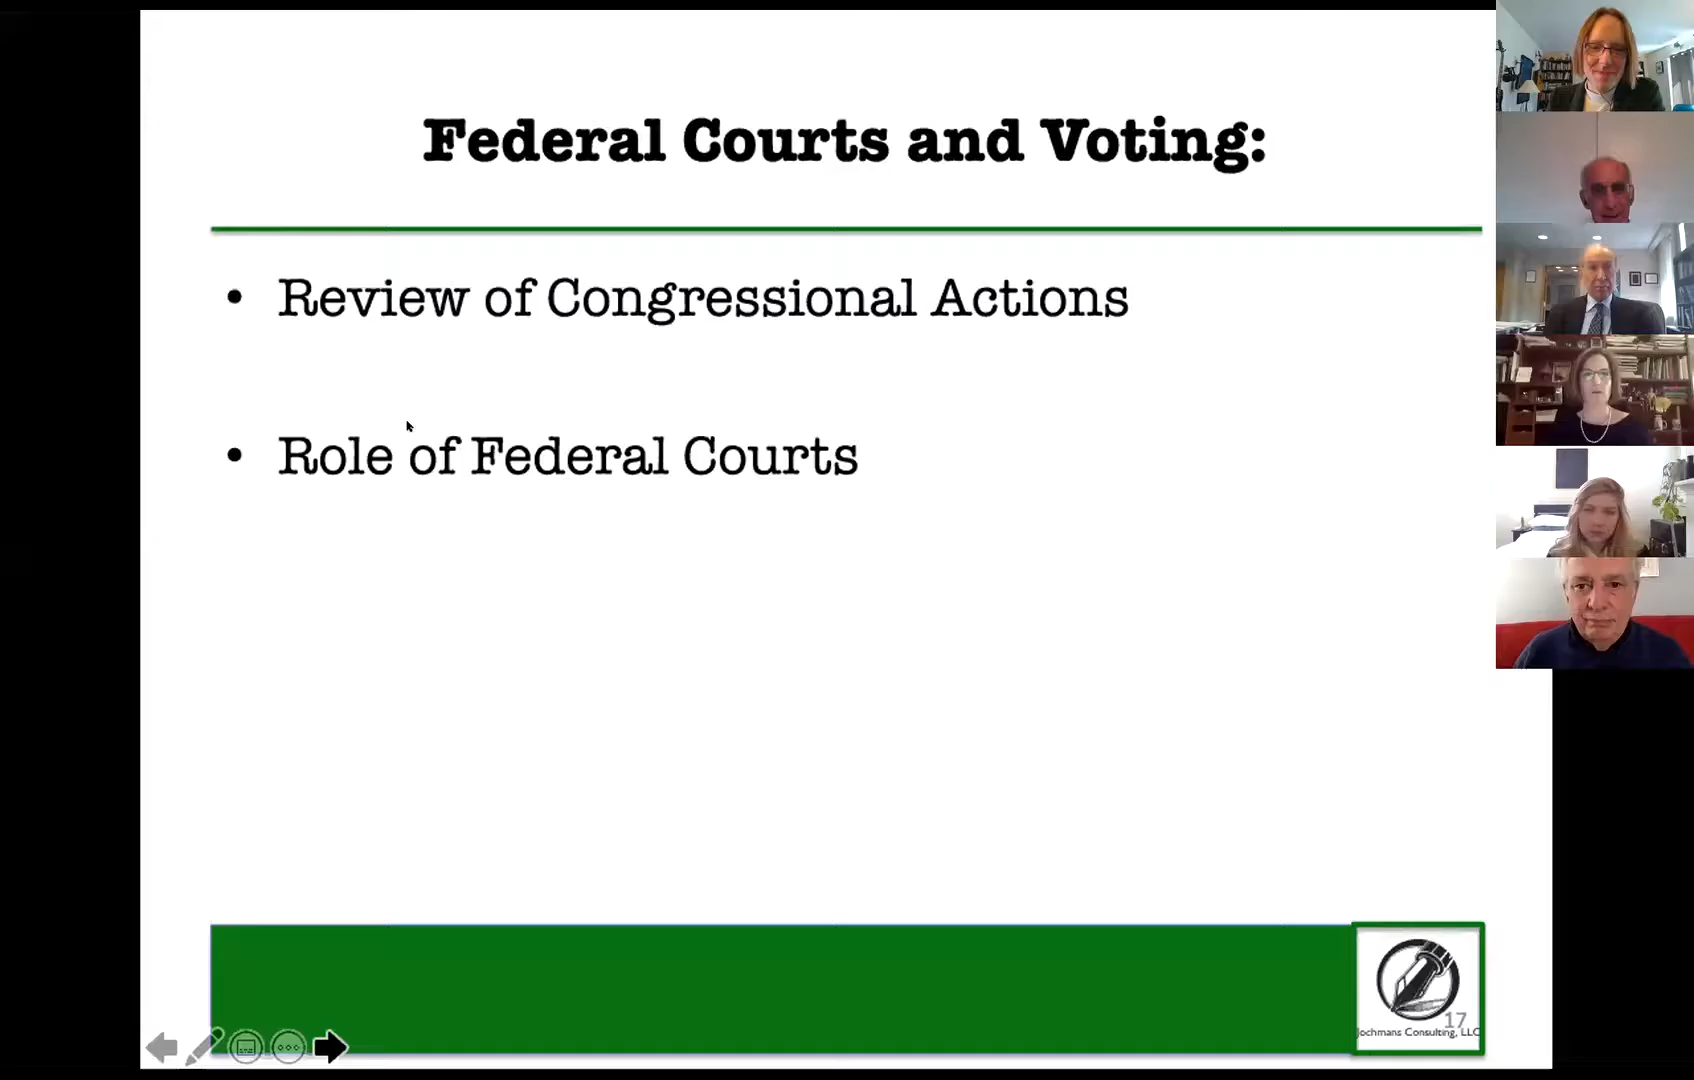 Federal Courts and Voting:
• Review of Congressional Actions
• Role of Federal Courts
17
Jochmans Consulting, LLC